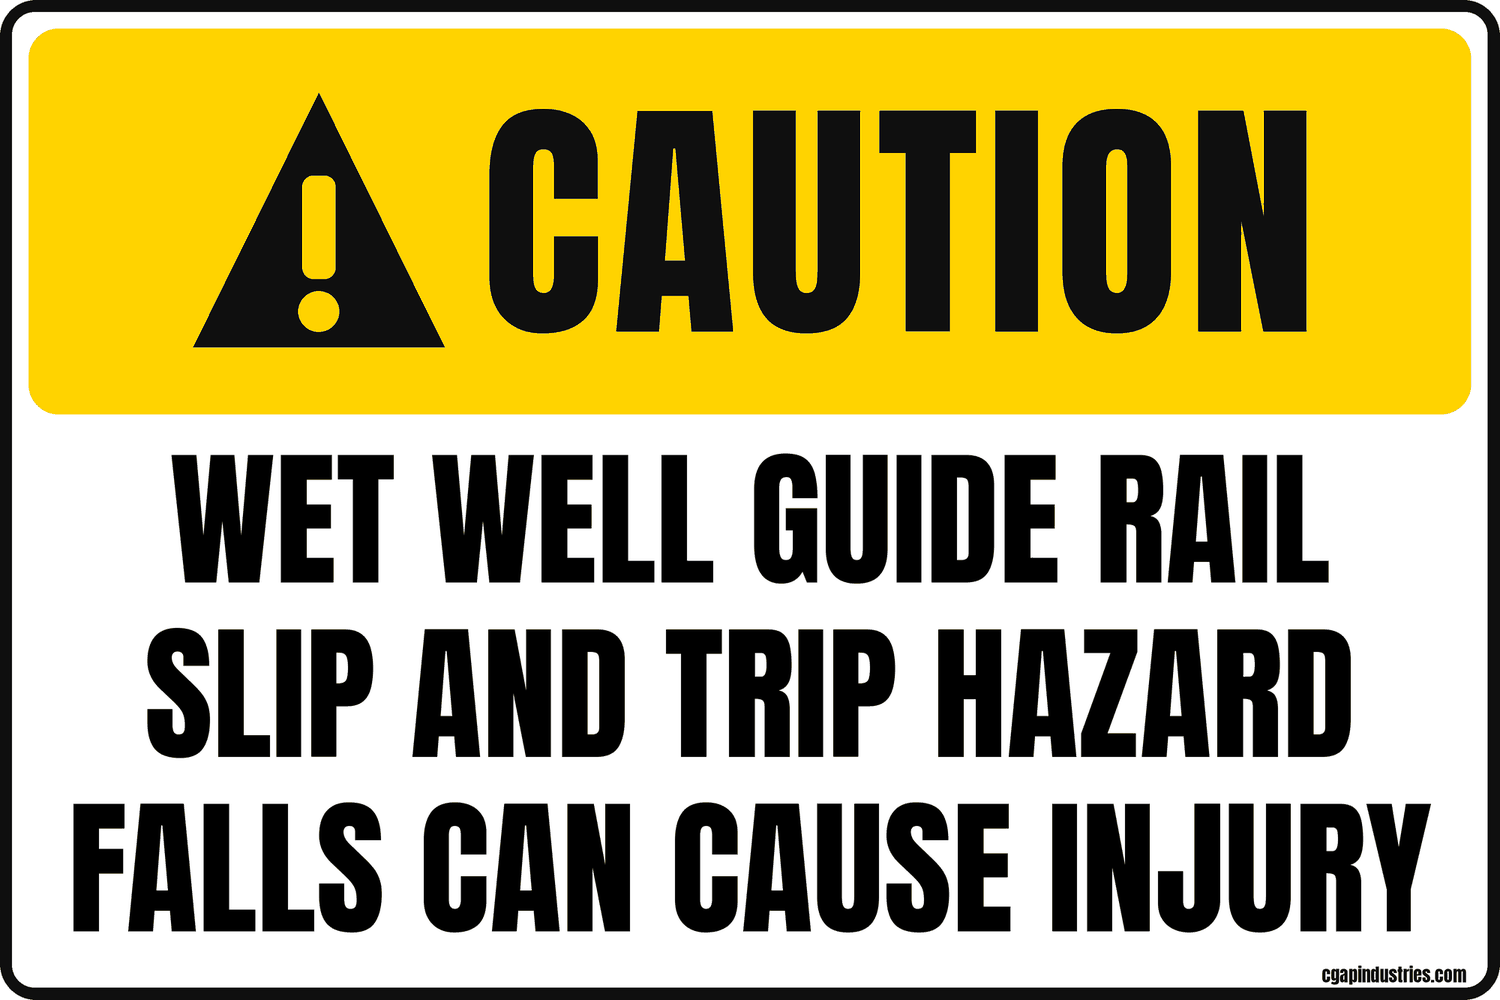 CAUTION
WET WELL GUIDE RAIL
SLIP AND TRIP HAZARD
FALLS CAN CAUSE INJURY
cgapindustries.com